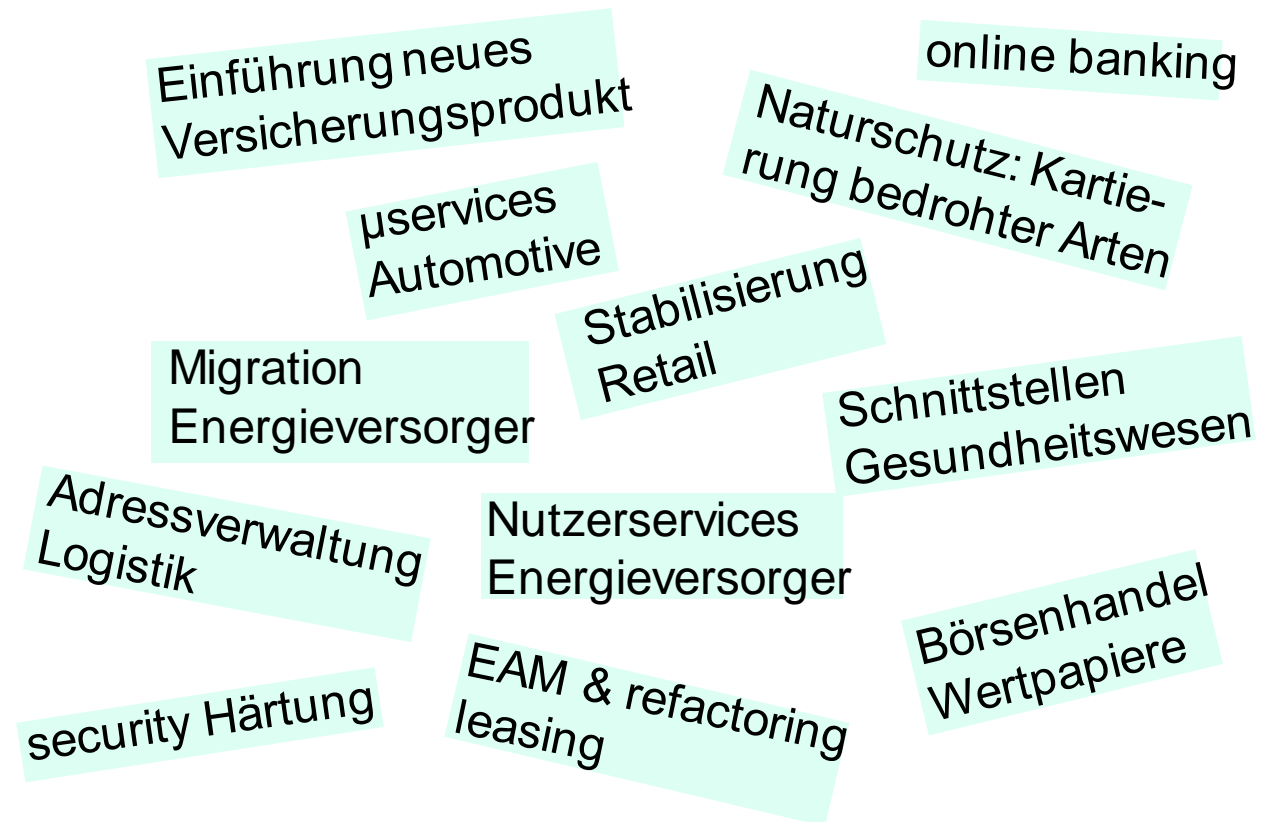 Einführung neues
Versicherungsprodukt
online banking
Naturschutz: Kartie-
rung bedrohter Arten
µservices
Automotive
Stabilisierung
Retail
Migration
Energieversorger
Schnittstellen
Gesundheitswesen
Adressverwaltung
Logistik
Nutzerservices
Energieversorger
Börsenhandel
Wertpapiere
EAM & refactoring
leasing
security Härtung